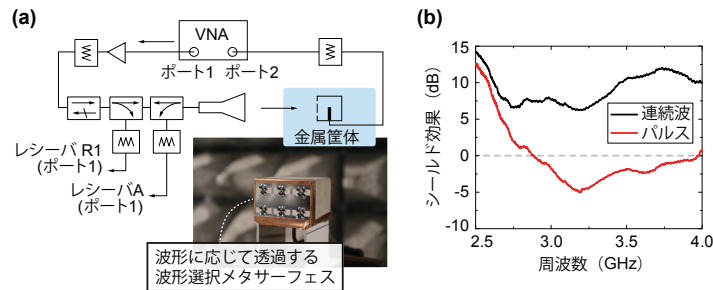 (a)
VNA
ポート1 ポート2
金属筐体
レシーバ R1
(ポート1)
レシーバA
(ポート1)
波形に応じて透過する
波形選択メタサーフェス
(b)
シールド効果 (dB)
15
10
5
0
-5
-10
連続波
パルス
2.5 3.0 3.5 4.0
周波数 (GHz)